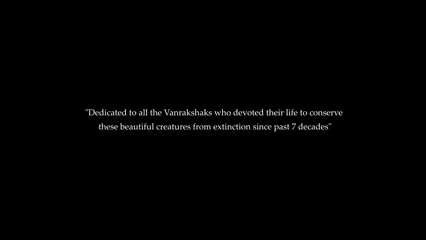 "Dedicated to all the Vanrakshaks who devoted their life to conserve
these beautiful creatures from extinction since past 7 decades"